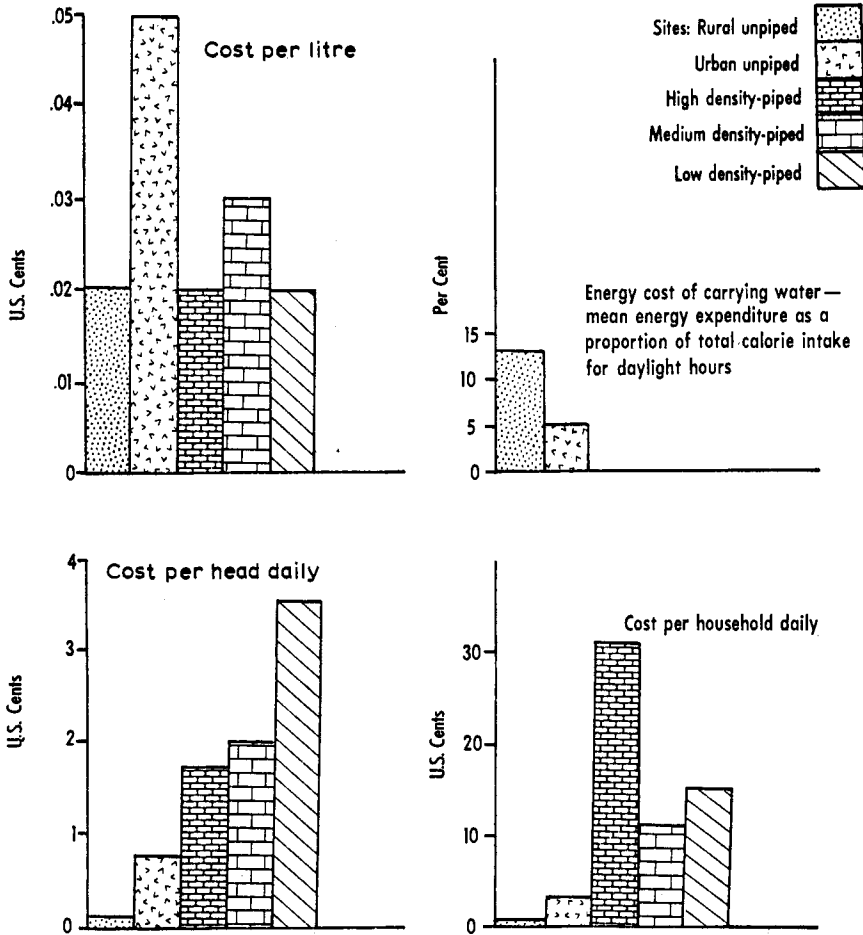 Cost per litre
U.S. Cents
.05
.04
.03
.02
.01
0
Sites: Rural unpiped
Urban unpiped
High density-piped
Medium density-piped
Low density-piped
Per Cent
15
10
5
0
Energy cost of carrying water—
mean energy expenditure as a
proportion of total calorie intake
for daylight hours
Cost per head daily
U.S. Cents
4
3
2
1
0
Cost per household daily
U.S. Cents
30
20
10
0